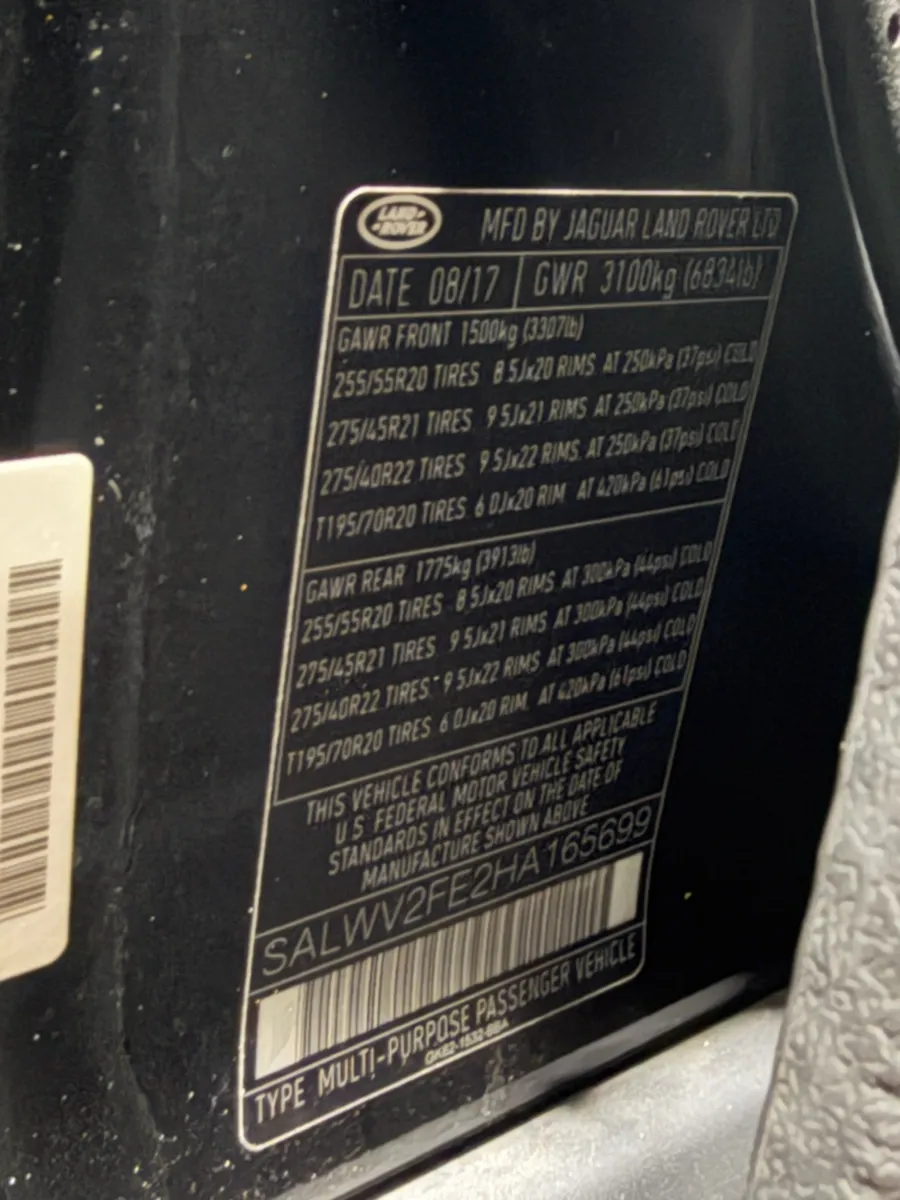 LAND ROVER
MFD BY JAGUAR LAND ROVER LTD
DATE 08/17 GWR 3100kg (6834lb)
GAWR FRONT 1500kg (3307lb)
255/55R20 TIRES 8.5Jx20 RIMS AT 250kPa (37psi) COLD
275/45R21 TIRES 9.5Jx21 RIMS AT 250kPa (37psi) COLD
275/40R22 TIRES 9.5Jx22 RIMS AT 250kPa (37psi) COLD
T195/70R20 TIRES 6.0Jx20 RIM AT 420kPa (61psi) COLD
GAWR REAR 1775kg (3913lb)
255/55R20 TIRES 8.5Jx20 RIMS AT 300kPa (44psi) COLD
275/45R21 TIRES 9.5Jx21 RIMS AT 300kPa (44psi) COLD
275/40R22 TIRES 9.5Jx22 RIMS AT 300kPa (44psi) COLD
T195/70R20 TIRES 6.0Jx20 RIM AT 420kPa (61psi) COLD
THIS VEHICLE CONFORMS TO ALL APPLICABLE
U.S. FEDERAL MOTOR VEHICLE SAFETY
STANDARDS IN EFFECT ON THE DATE OF
MANUFACTURE SHOWN ABOVE
SALWV2FE2HA165699
TYPE MULTI-PURPOSE PASSENGER VEHICLE